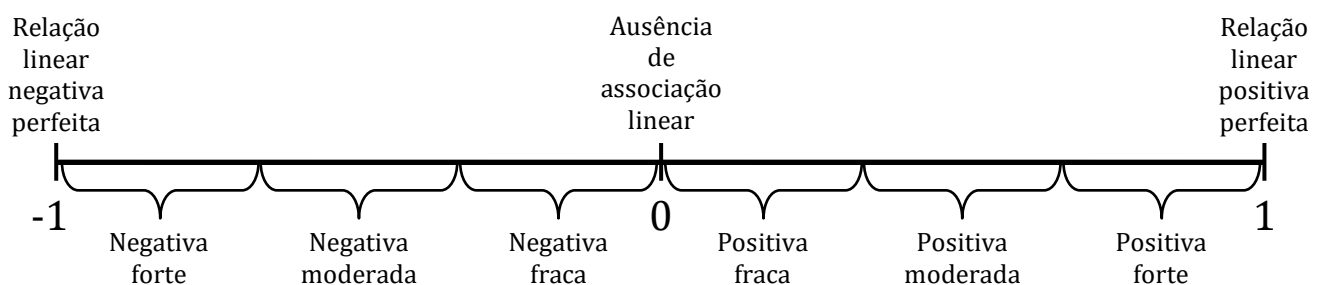 Relação
linear
negativa
perfeita
Ausência
de
associação
linear
Relação
linear
positiva
perfeita
-1
0
1
Negativa
forte
Negativa
moderada
Negativa
fraca
Positiva
fraca
Positiva
moderada
Positiva
forte